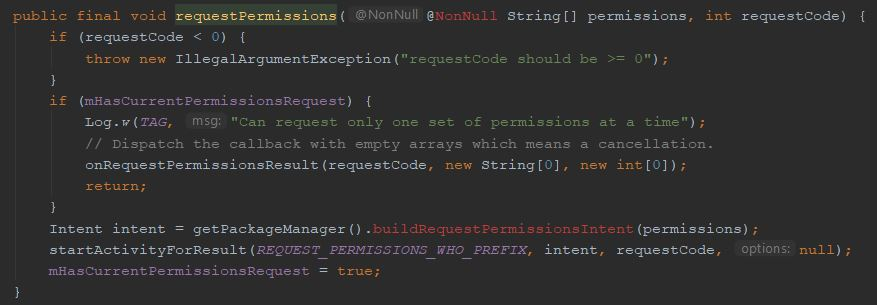 public final void requestPermissions( @NonNull @NonNull String[] permissions, int requestCode) {
    if (requestCode < 0) {
        throw new IllegalArgumentException("requestCode should be >= 0");
    }
    if (mHasCurrentPermissionsRequest) {
        Log.w(TAG, msg: "Can request only one set of permissions at a time");
        // Dispatch the callback with empty arrays which means a cancellation.
        onRequestPermissionsResult(requestCode, new String[0], new int[0]);
        return;
    }
    Intent intent = getPackageManager().buildRequestPermissionsIntent(permissions);
    startActivityForResult(REQUEST_PERMISSIONS_WHO_PREFIX, intent, requestCode, options: null);
    mHasCurrentPermissionsRequest = true;
}